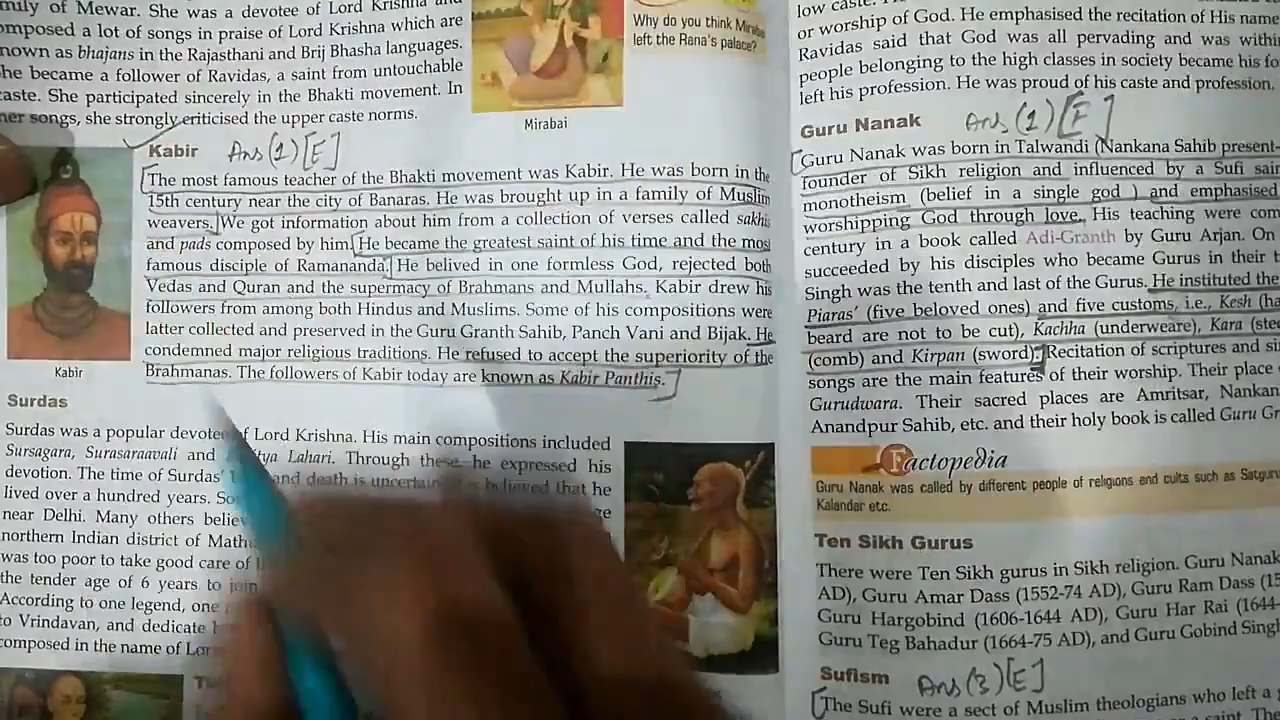 mily of Mewar. She was a devotee of Lord Krishna and
omposed a lot of songs in praise of Lord Krishna which are
nown as bhajans in the Rajasthani and Brij Bhasha languages.
he became a follower of Ravidas, a saint from untouchable
caste. She participated sincerely in the Bhakti movement. In
her songs, she strongly criticised the upper caste norms.
Mirabai
Why do you think Miraba
left the Rana's palace?
Kabir Ans(1)[E]
The most famous teacher of the Bhakti movement was Kabir. He was born in the
15th century near the city of Banaras. He was brought up in a family of Muslim
weavers. We got information about him from a collection of verses called sakhis
and pads composed by him. He became the greatest saint of his time and the most
famous disciple of Ramananda. He belived in one formless God, rejected both
Vedas and Quran and the supremacy of Brahmans and Mullahs. Kabir drew his
followers from among both Hindus and Muslims. Some of his compositions were
latter collected and preserved in the Guru Granth Sahib, Panch Vani and Bijak. He
condemned major religious traditions. He refused to accept the superiority of the
Brahmanas. The followers of Kabir today are known as Kabir Panthis.
Kabir
Surdas
Surdas was a popular devotee of Lord Krishna. His main compositions included
Sursagara, Surasaraavali and Lahari. Through these he expressed his
devotion. The time of Surdas' and death is uncertain. believed that he
lived over a hundred years.
near Delhi. Many others
northern Indian district of
was too poor to take good care of
the tender age of 6 years to join
According to one legend, one
to Vrindavan, and dedicate
composed in the name of
low caste.
or worship of God. He emphasised the recitation of His name
Ravidas said that God was all pervading and was within
people belonging to the high classes in society became his fo
left his profession. He was proud of his caste and profession.
Guru Nanak Ans(1)[F]
Guru Nanak was born in Talwandi (Nankana Sahib present-
founder of Sikh religion and influenced by a Sufi sain
monotheism (belief in a single god ) and emphasised
worshipping God through love. His teaching were com
century in a book called Adi-Granth by Guru Arjan. On
succeeded by his disciples who became Gurus in their t
Singh was the tenth and last of the Gurus. He instituted the
Piaras' (five beloved ones) and five customs, i.e., Kesh (ha
beard are not to be cut), Kachha (underweare), Kara (stee
(comb) and Kirpan (sword). Recitation of scriptures and si
songs are the main features of their worship. Their place
Gurudwara. Their sacred places are Amritsar, Nankan
Anandpur Sahib, etc. and their holy book is called Guru Gr
Factopedia
Guru Nanak was called by different people of religions and cults such as Satguru
Kalandar etc.
Ten Sikh Gurus
There were Ten Sikh gurus in Sikh religion. Guru Nanak
AD), Guru Amar Dass (1552-74 AD), Guru Ram Dass (15
Guru Hargobind (1606-1644 AD), Guru Har Rai (1644-
Guru Teg Bahadur (1664-75 AD), and Guru Gobind Singh
Sufism Ans(3)[E]
The Sufi were a sect of Muslim theologians who left a